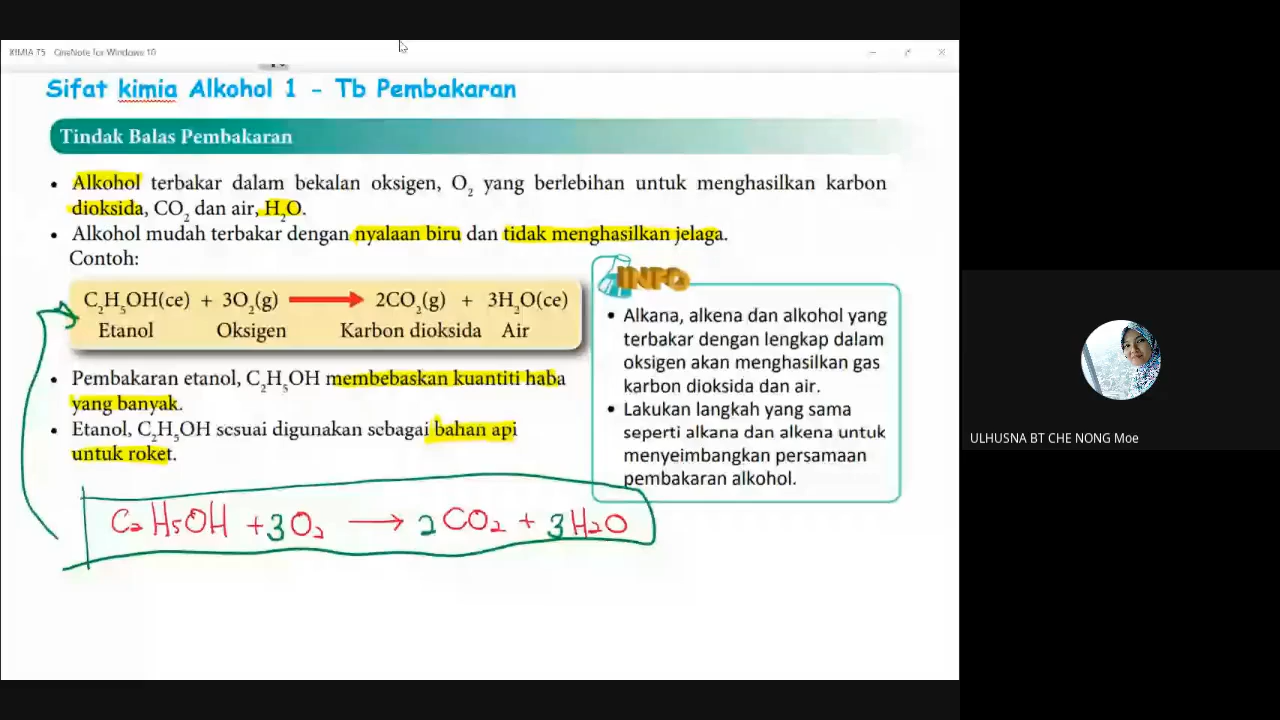 KIMIA T5 OneNote for Windows 10
Sifat kimia Alkohol 1 - Tb Pembakaran
Tindak Balas Pembakaran
• Alkohol terbakar dalam bekalan oksigen, O₂ yang berlebihan untuk menghasilkan karbon
dioksida, CO₂ dan air, H₂O.
• Alkohol mudah terbakar dengan nyalaan biru dan tidak menghasilkan jelaga.
Contoh:
C₂H₅OH(ce) + 3O₂(g) → 2CO₂(g) + 3H₂O(ce)
Etanol Oksigen Karbon dioksida Air
• Pembakaran etanol, C₂H₅OH membebaskan kuantiti haba
yang banyak.
• Etanol, C₂H₅OH sesuai digunakan sebagai bahan api
untuk roket.
INFO
• Alkana, alkena dan alkohol yang
terbakar dengan lengkap dalam
oksigen akan menghasilkan gas
karbon dioksida dan air.
• Lakukan langkah yang sama
seperti alkana dan alkena untuk
menyeimbangkan persamaan
pembakaran alkohol.
C₂H₅OH + 3O₂ → 2CO₂ + 3H₂O
ULHUSNA BT CHE NONG Moe